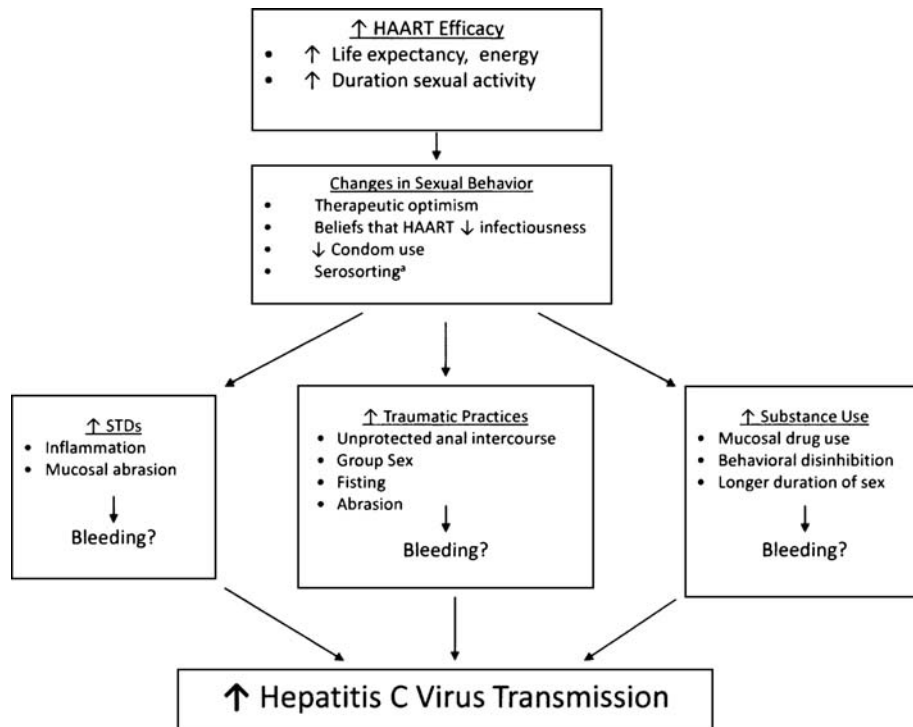 ↑ HAART Efficacy
• ↑ Life expectancy, energy
• ↑ Duration sexual activity
Changes in Sexual Behavior
• Therapeutic optimism
• Beliefs that HAART ↓ infectiousness
• ↓ Condom use
• Serosortingᵃ
↑ STDs
• Inflammation
• Mucosal abrasion
Bleeding?
↑ Traumatic Practices
• Unprotected anal intercourse
• Group Sex
• Fisting
• Abrasion
Bleeding?
↑ Substance Use
• Mucosal drug use
• Behavioral disinhibition
• Longer duration of sex
Bleeding?
↑ Hepatitis C Virus Transmission